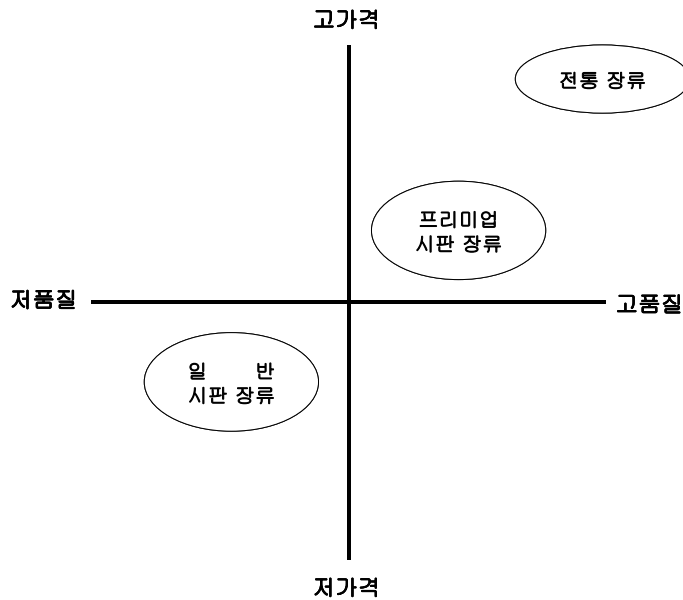 고가격
전통 장류
프리미업
시판 장류
저품질
고품질
일 반
시판 장류
저가격